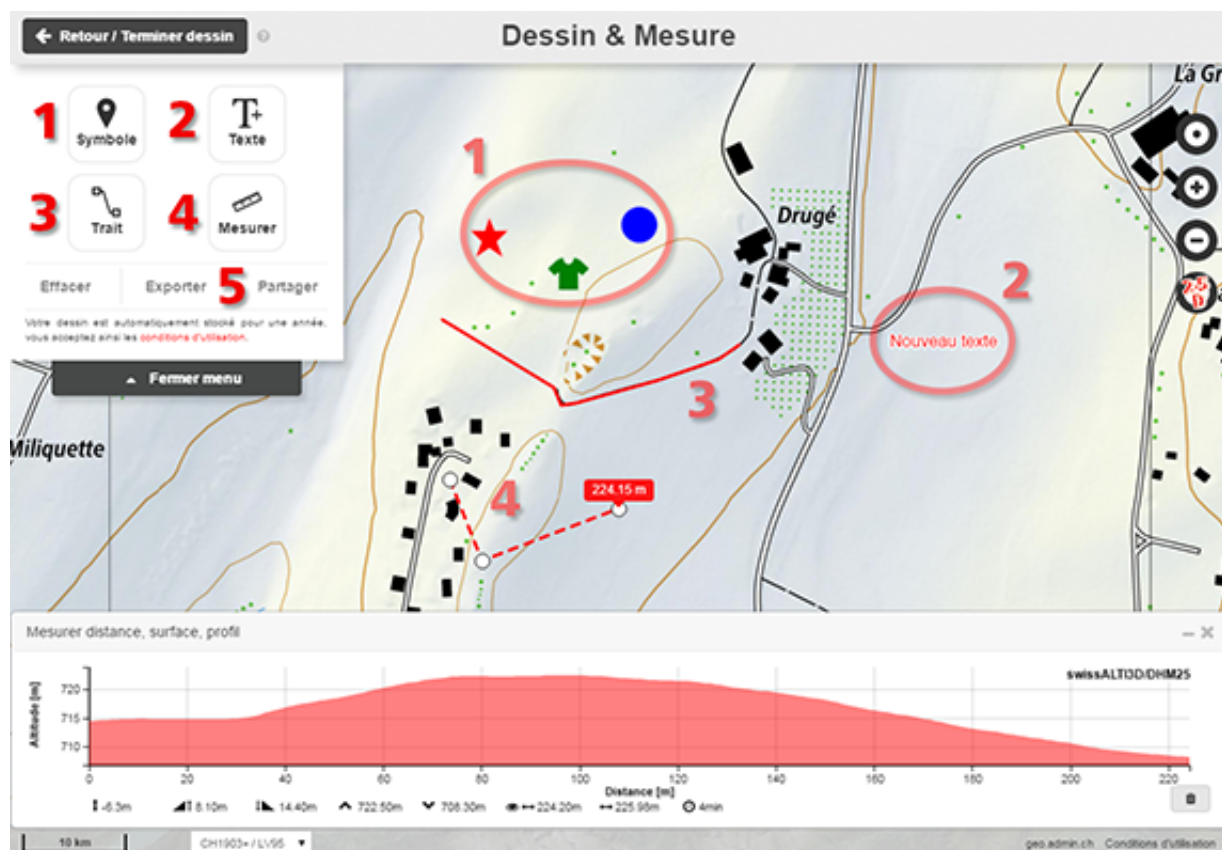 Retour / Terminer dessin
Dessin & Mesure
1
Symbole
2
Texte
3
Trait
4
Mesurer
Effacer
Exporter
5
Partager
Votre dessin est automatiquement stocké pour une année,
vous acceptez ainsi les conditions d'utilisation.
Fermer menu
La Gr
1
Drugé
2
Nouveau texte
3
Miliquette
4
224.15 m
2.5
D
Mesurer distance, surface, profil
swissALTI3D/DHM25
Altitude [m]
720
715
710
0 20 40 60 80 100 120 140 160 180 200 220
Distance [m]
-6.3m 8.10m 14.40m 722.50m 708.30m 224.20m 225.98m 4min
10 km
CH1903+ / LV95
geo.admin.ch Conditions d'utilisation